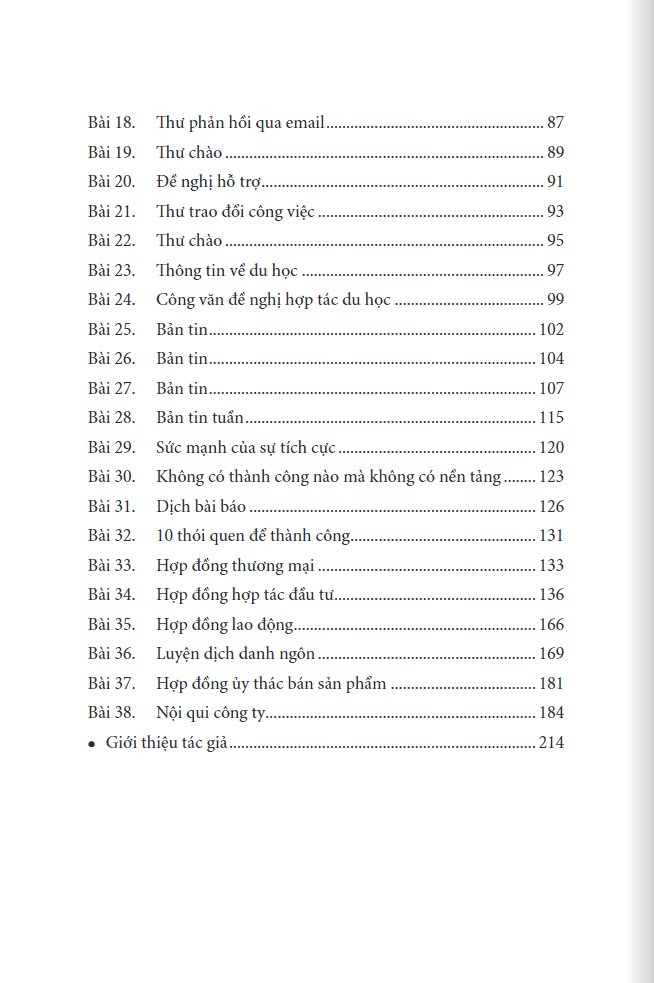 Bài 18. Thư phản hồi qua email........................................................ 87
Bài 19. Thư chào ................................................................................ 89
Bài 20. Đề nghị hỗ trợ........................................................................ 91
Bài 21. Thư trao đổi công việc .......................................................... 93
Bài 22. Thư chào ................................................................................ 95
Bài 23. Thông tin về du học .............................................................. 97
Bài 24. Công văn đề nghị hợp tác du học ....................................... 99
Bài 25. Bản tin................................................................................... 102
Bài 26. Bản tin................................................................................... 104
Bài 27. Bản tin................................................................................... 107
Bài 28. Bản tin tuần.......................................................................... 115
Bài 29. Sức mạnh của sự tích cực .................................................. 120
Bài 30. Không có thành công nào mà không có nền tảng ........ 123
Bài 31. Dịch bài báo ......................................................................... 126
Bài 32. 10 thói quen để thành công............................................... 131
Bài 33. Hợp đồng thương mại ....................................................... 133
Bài 34. Hợp đồng hợp tác đầu tư................................................... 136
Bài 35. Hợp đồng lao động............................................................. 166
Bài 36. Luyện dịch danh ngôn ....................................................... 169
Bài 37. Hợp đồng ủy thác bán sản phẩm ..................................... 181
Bài 38. Nội qui công ty.................................................................... 184
• Giới thiệu tác giả............................................................................. 214